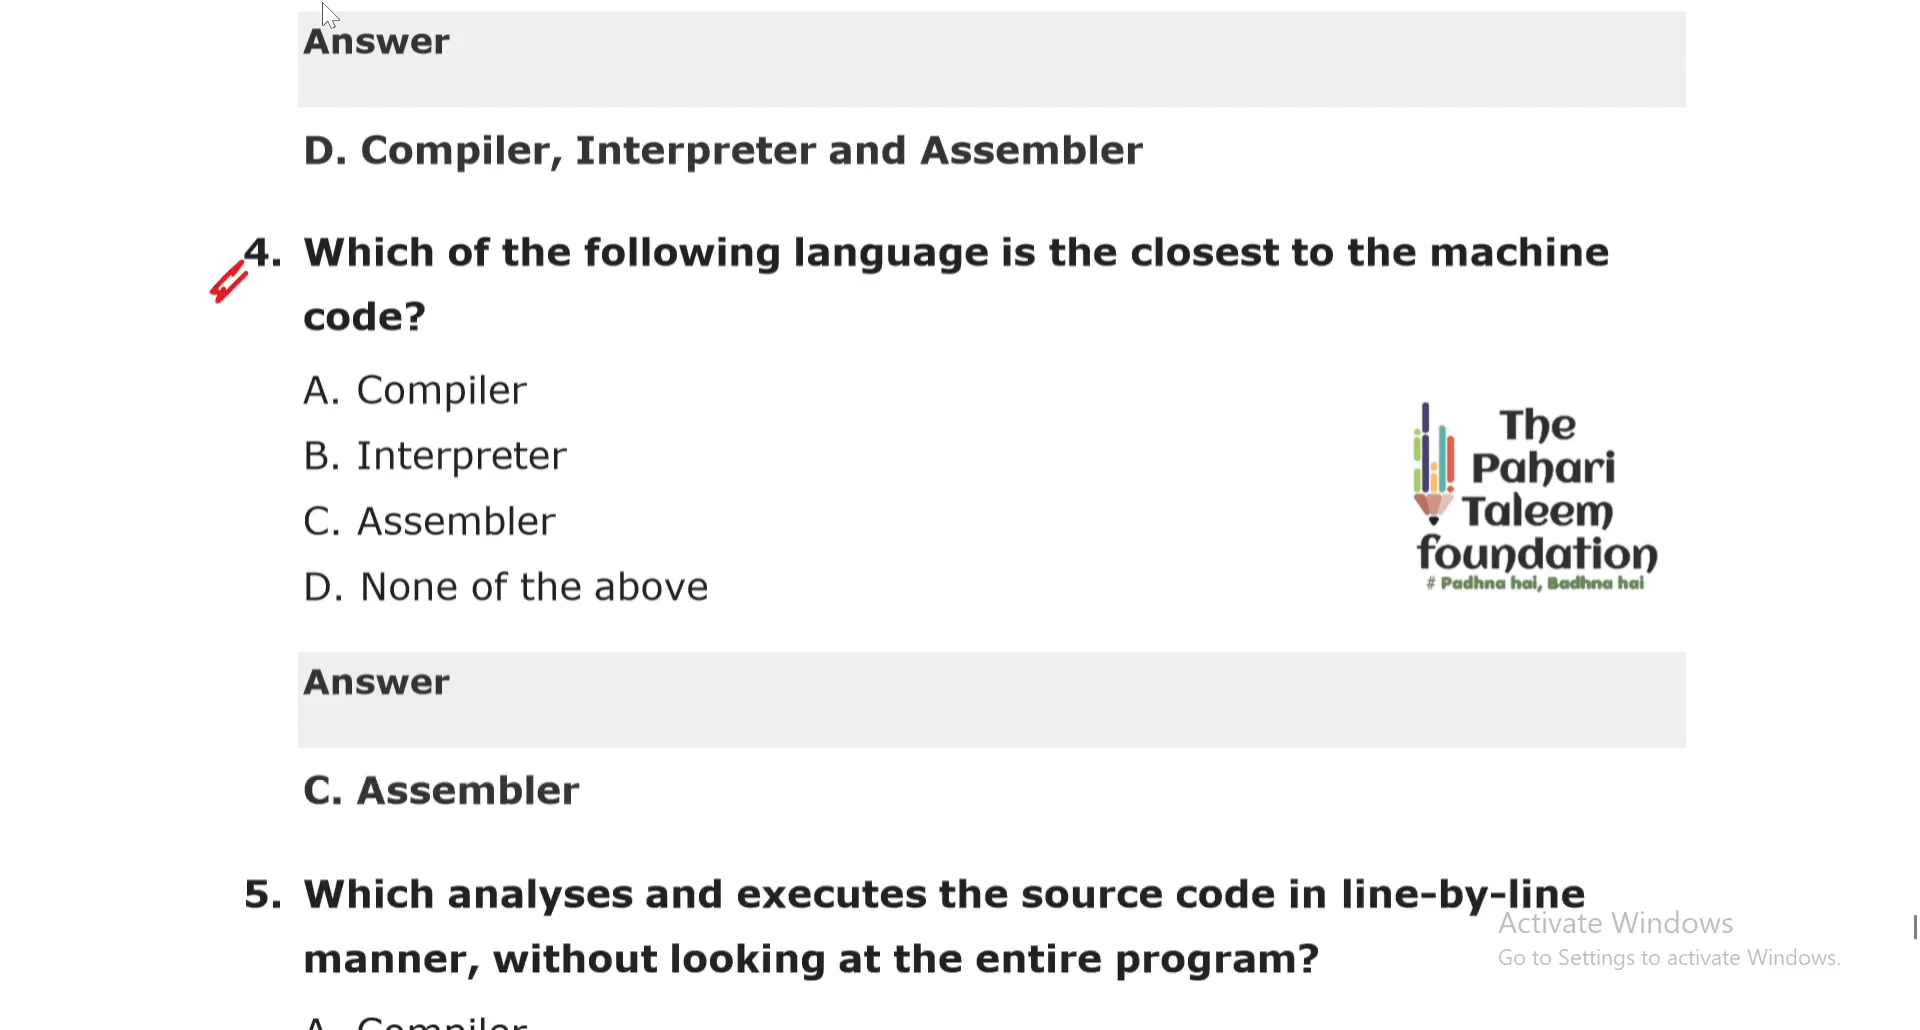 Answer
D. Compiler, Interpreter and Assembler
4. Which of the following language is the closest to the machine
code?
A. Compiler
B. Interpreter
C. Assembler
D. None of the above
The
Pahari
Taleem
foundation
# Padhna hai, Badhna hai
Answer
C. Assembler
5. Which analyses and executes the source code in line-by-line
manner, without looking at the entire program?
Activate Windows
Go to Settings to activate Windows.
A. Compiler